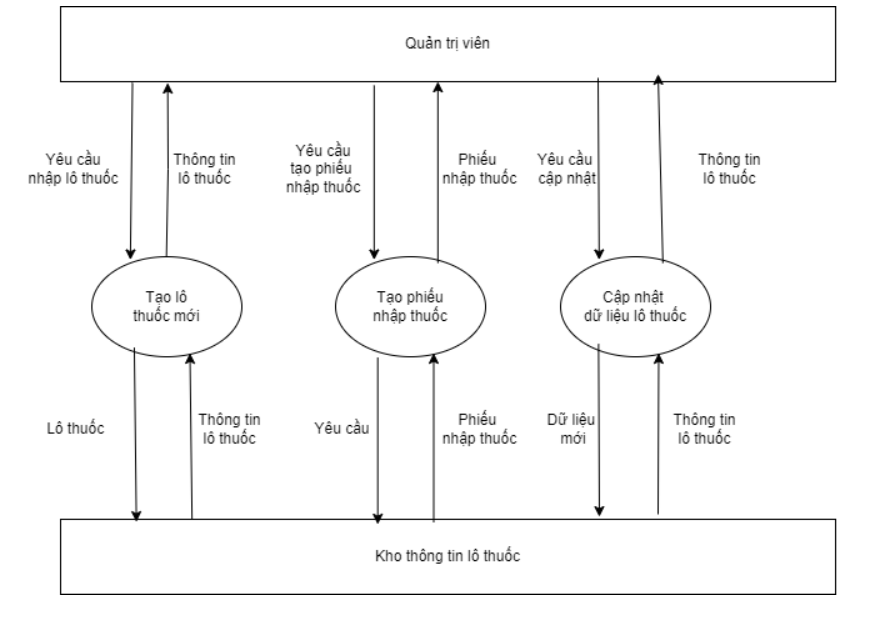 Quản trị viên
Yêu cầu
nhập lô thuốc
Thông tin
lô thuốc
Yêu cầu
tạo phiếu
nhập thuốc
Phiếu
nhập thuốc
Yêu cầu
cập nhật
Thông tin
lô thuốc
Tạo lô
thuốc mới
Tạo phiếu
nhập thuốc
Cập nhật
dữ liệu lô thuốc
Lô thuốc
Thông tin
lô thuốc
Yêu cầu
Phiếu
nhập thuốc
Dữ liệu
mới
Thông tin
lô thuốc
Kho thông tin lô thuốc